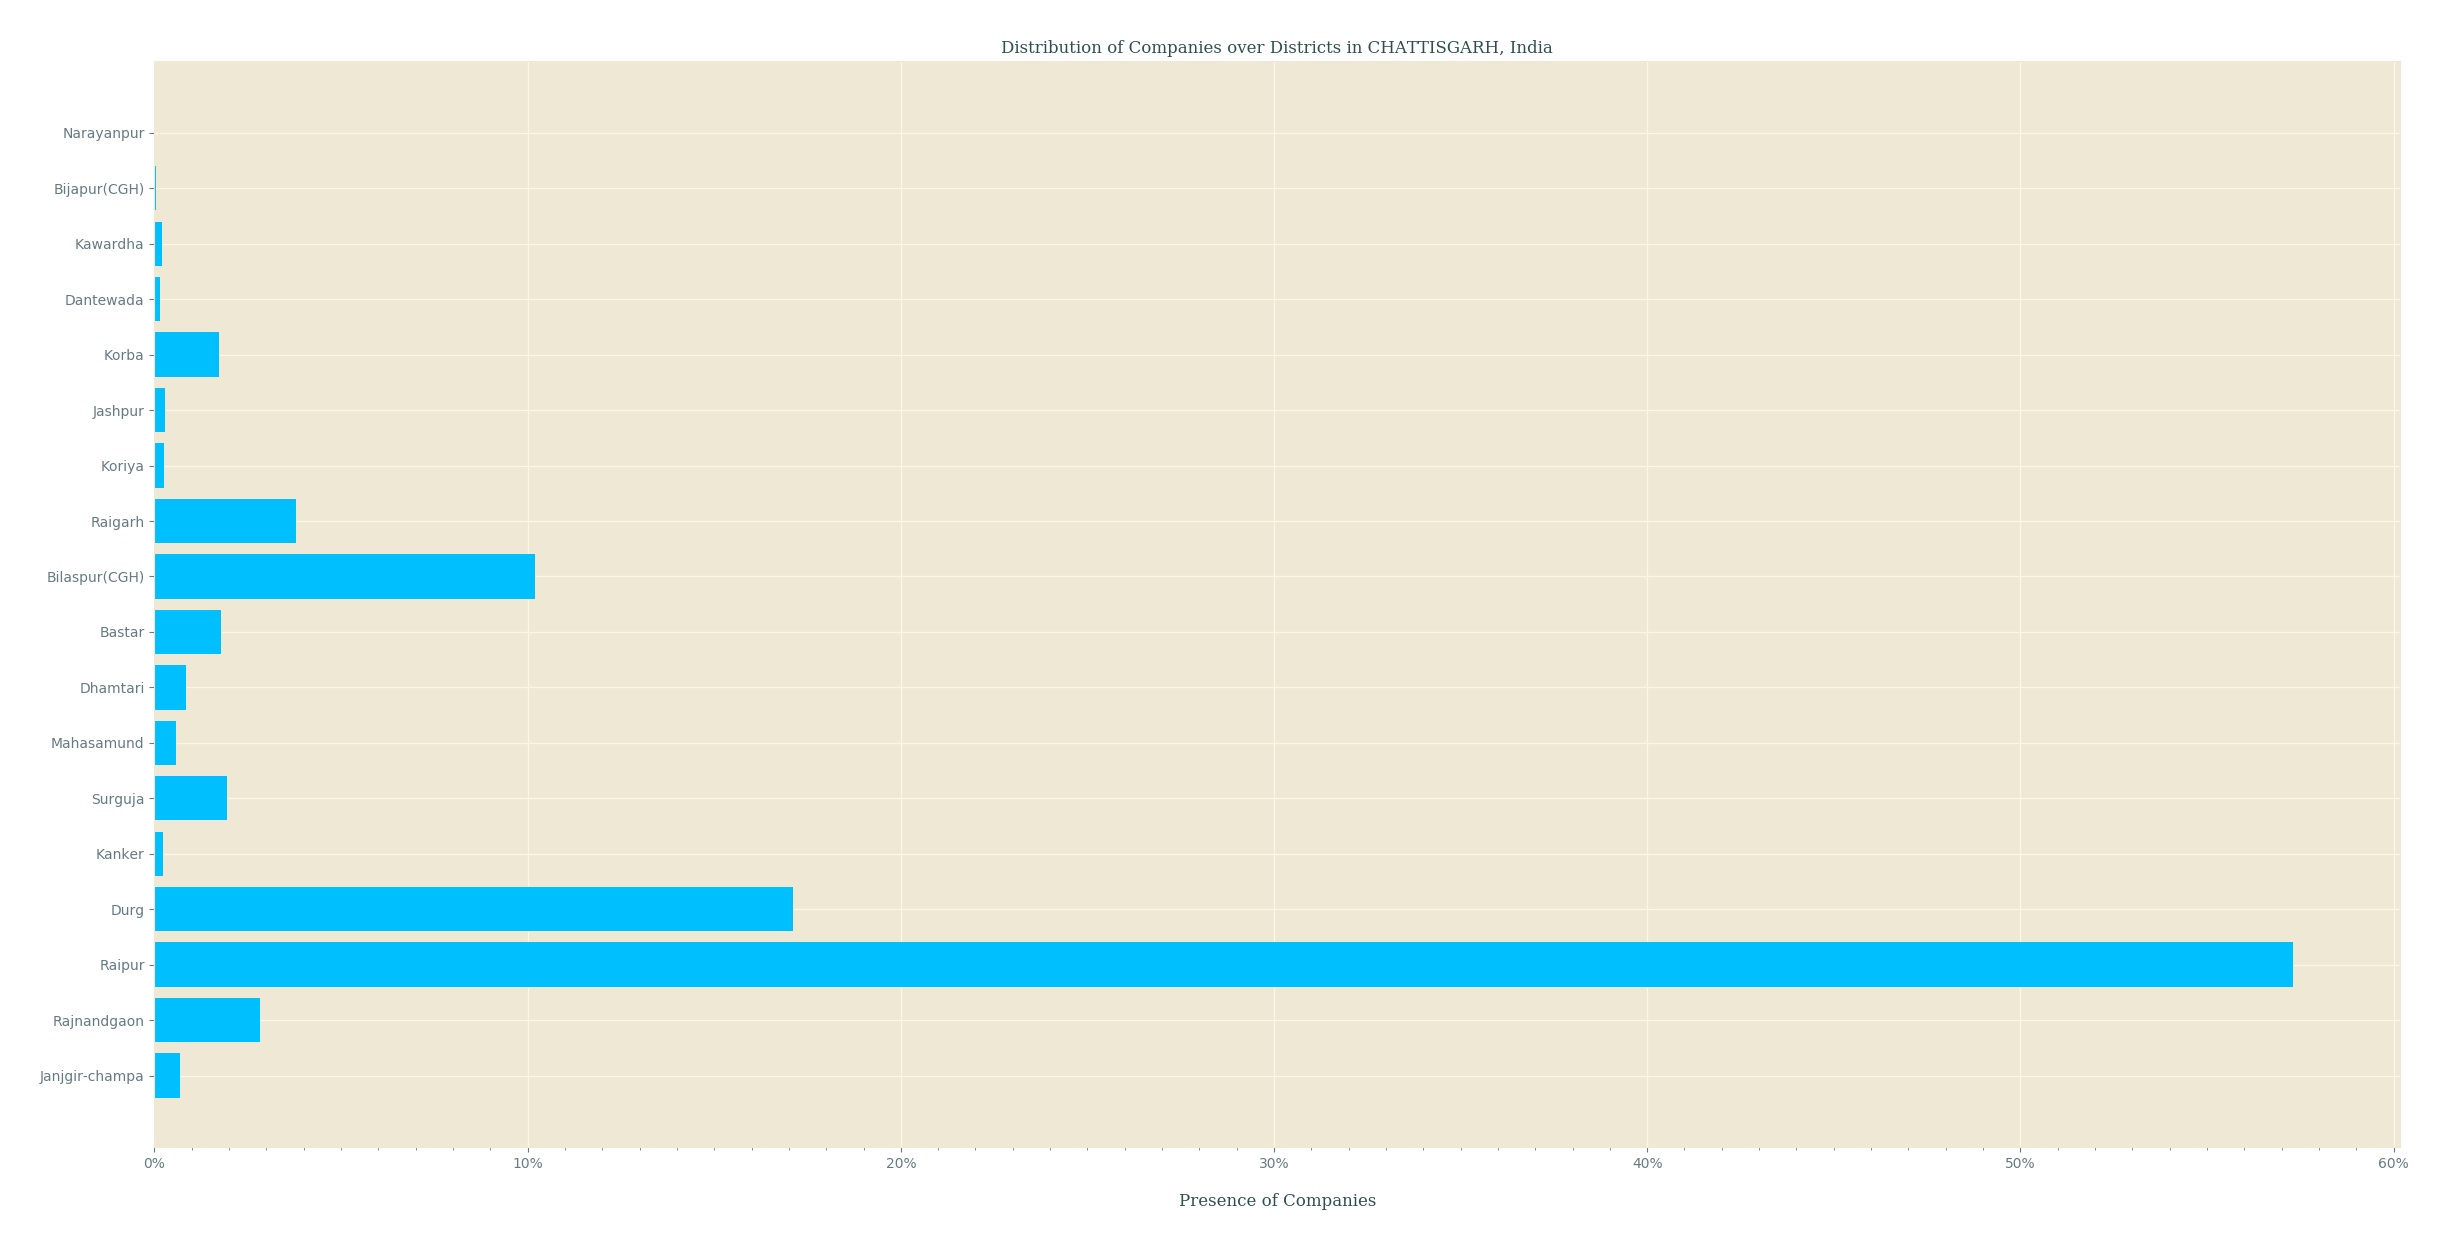 Distribution of Companies over Districts in CHATTISGARH, India
Narayanpur
Bijapur(CGH)
Kawardha
Dantewada
Korba
Jashpur
Koriya
Raigarh
Bilaspur(CGH)
Bastar
Dhamtari
Mahasamund
Surguja
Kanker
Durg
Raipur
Rajnandgaon
Janjgir-champa
0% 10% 20% 30% 40% 50% 60%
Presence of Companies